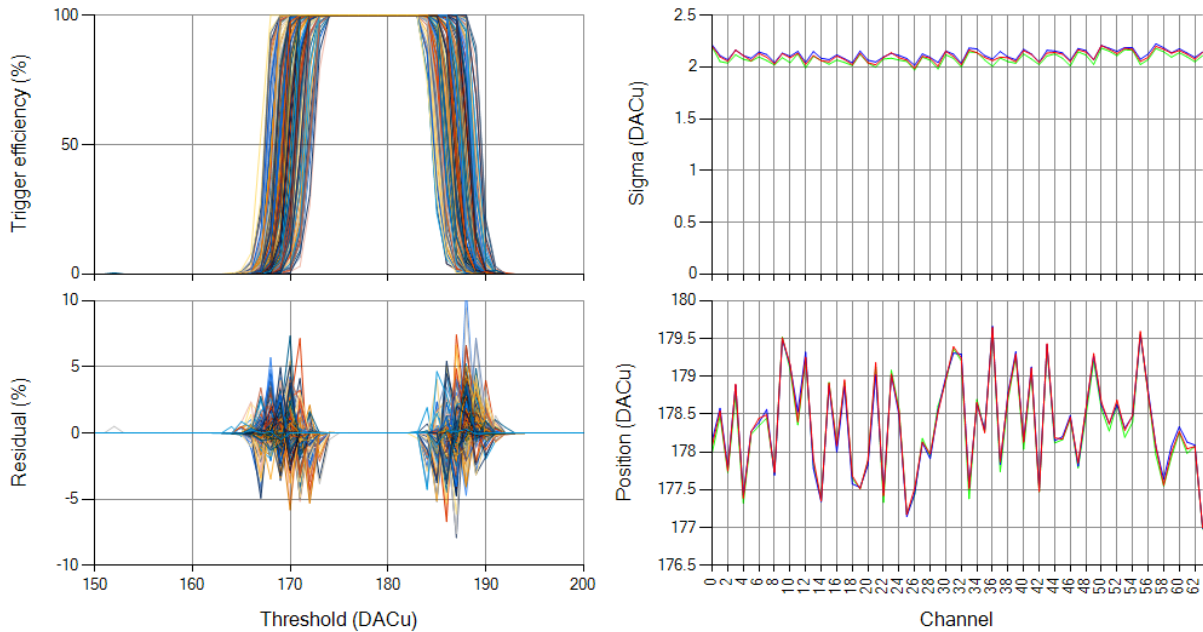 100
50
0
Trigger efficiency (%)
2.5
2
1.5
1
0.5
0
Sigma (DACu)
10
5
0
-5
-10
Residual (%)
150 160 170 180 190 200
Threshold (DACu)
180
179.5
179
178.5
178
177.5
177
176.5
Position (DACu)
0 2 4 6 8 10 12 14 16 18 20 22 24 26 28 30 32 34 36 38 40 42 44 46 48 50 52 54 56 58 60 62
Channel